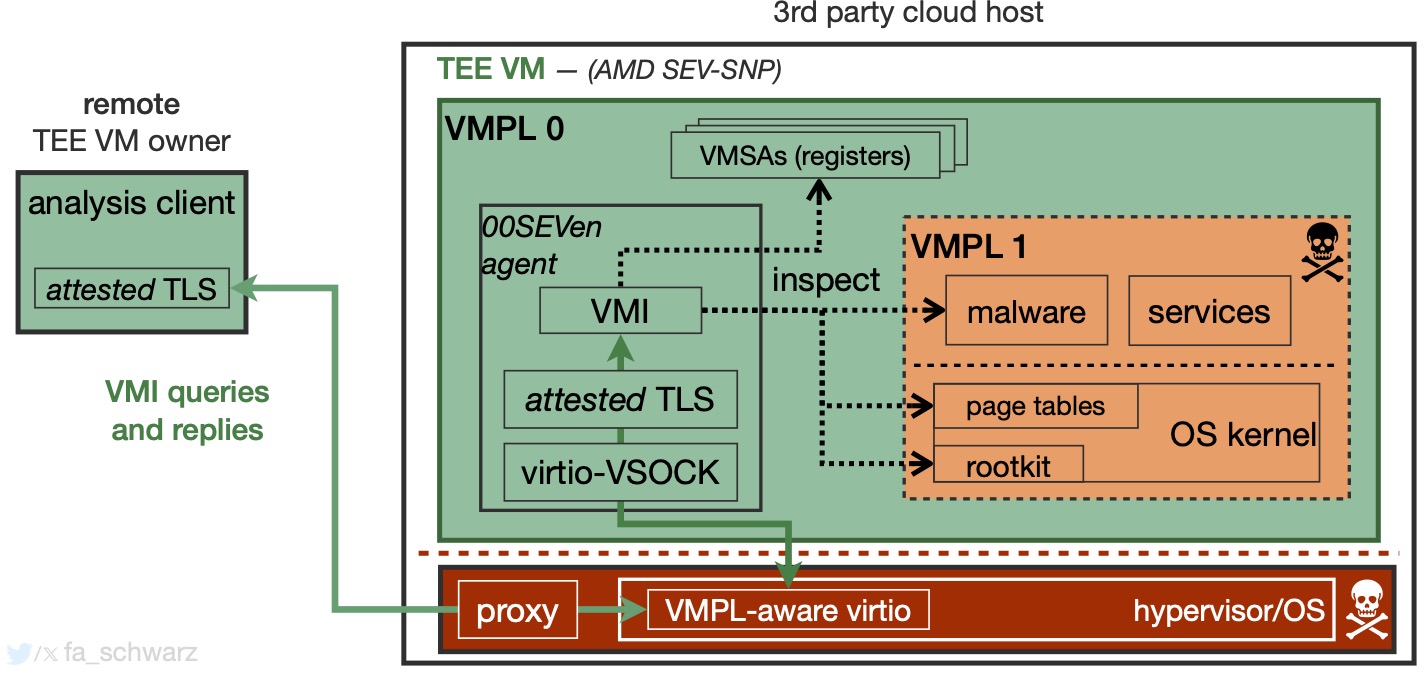 3rd party cloud host
TEE VM — (AMD SEV-SNP)
remote
TEE VM owner
analysis client
attested TLS
VMI queries
and replies
VMPL 0
VMSAs (registers)
00SEVen
agent
VMI
attested TLS
virtio-VSOCK
inspect
VMPL 1
malware
services
page tables
OS kernel
rootkit
proxy
VMPL-aware virtio
hypervisor/OS
/𝕏 fa_schwarz